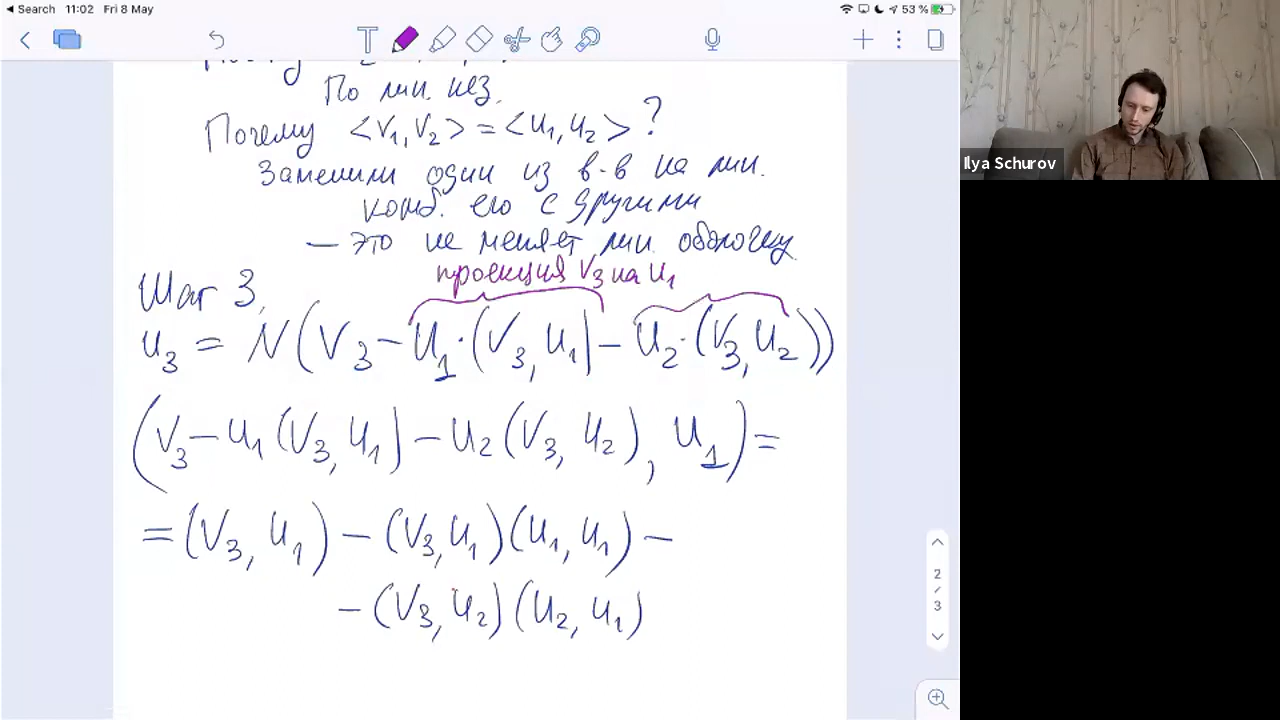 Search 11:02 Fri 8 May
53 %
По лин. нез.
Почему <V₁, V₂> = <U₁, U₂> ?
Заменили один из в-в на лин.
комб. его с другими
— это не меняет лин. оболочку
проекция V₃ на U₁
Шаг 3.
U₃ = N(V₃ − U₁·(V₃, U₁) − U₂·(V₃, U₂))
(V₃ − U₁(V₃, U₁) − U₂(V₃, U₂), U₁) =
= (V₃, U₁) − (V₃, U₁)(U₁, U₁) −
− (V₃, U₂)(U₂, U₁)
2
/
3
Ilya Schurov